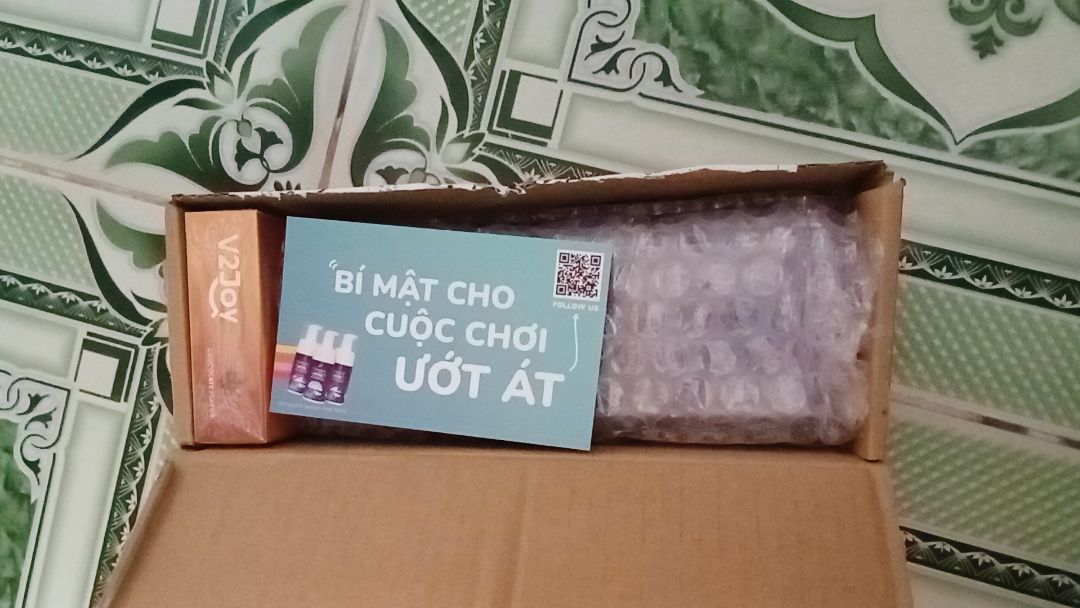 V2Joy
"BÍ MẬT CHO
CUỘC CHƠI
ƯỚT ÁT
FOLLOW US